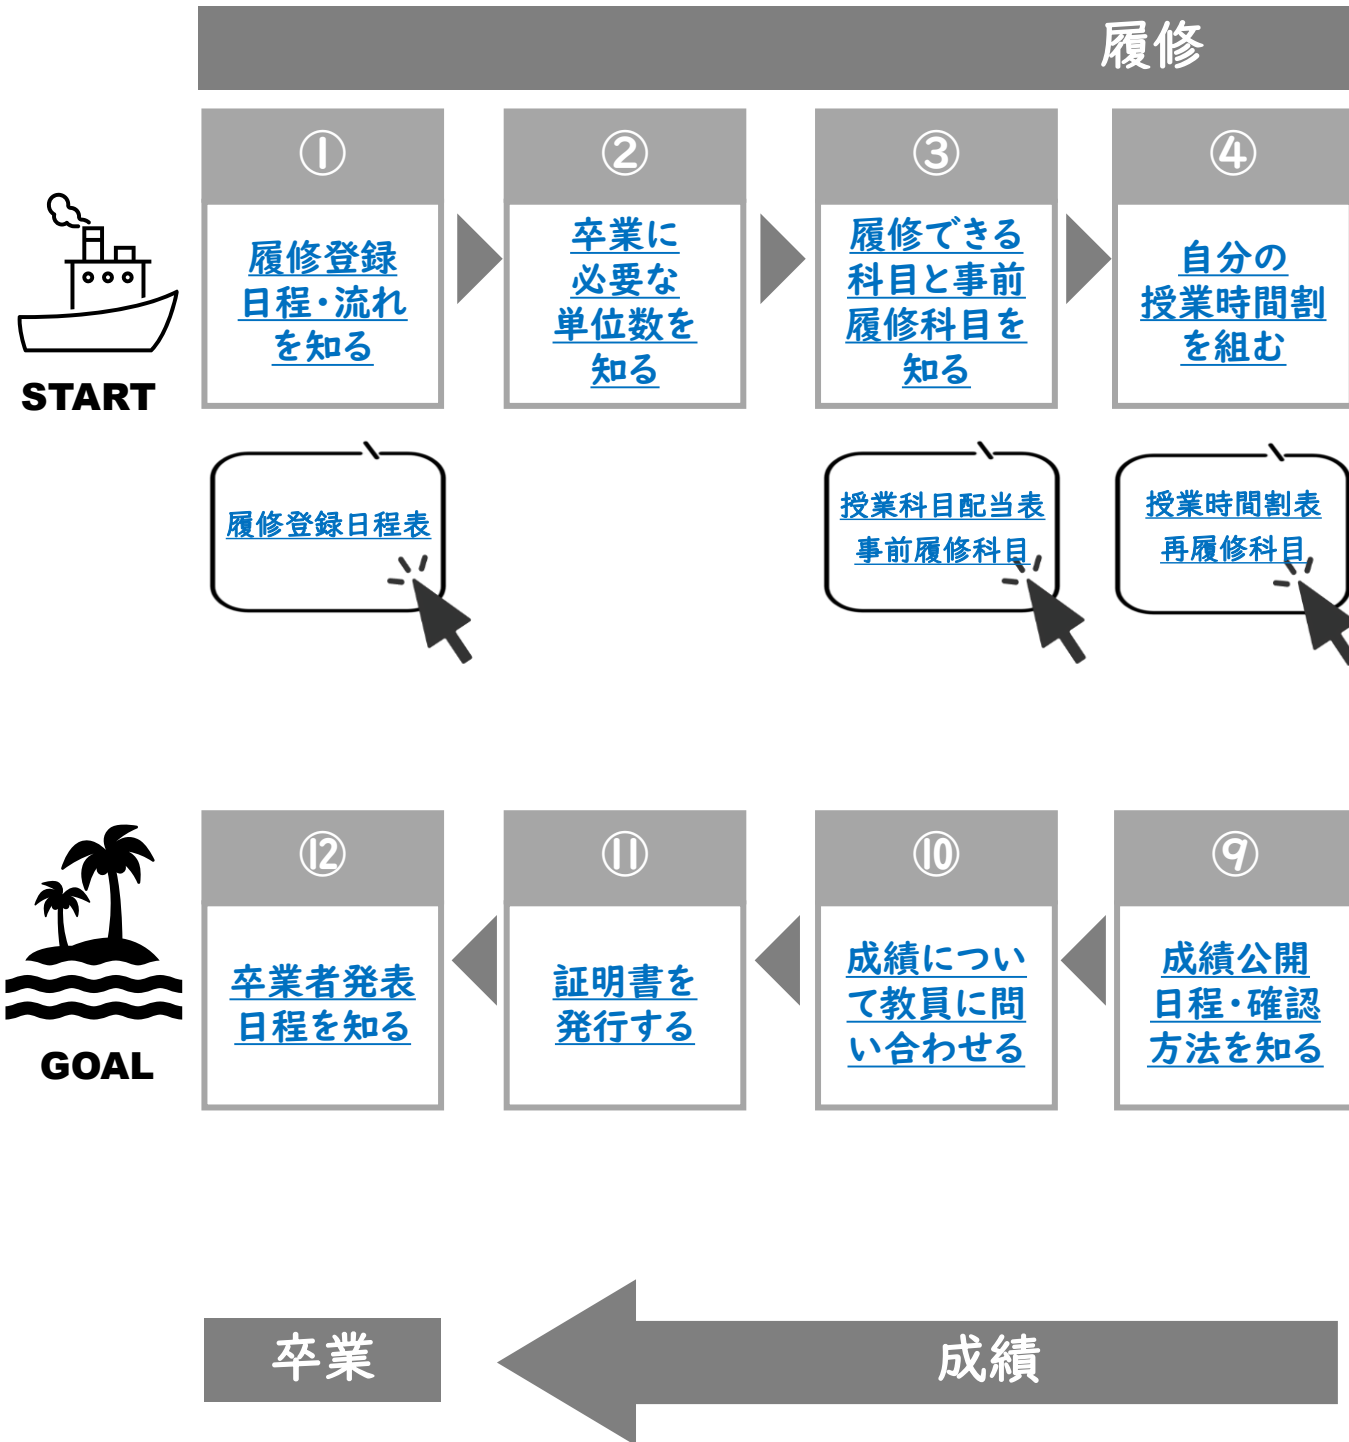 履修
①
②
③
④
履修登録
日程・流れ
を知る
卒業に
必要な
単位数を
知る
履修できる
科目と事前
履修科目を
知る
自分の
授業時間割
を組む
START
履修登録日程表
授業科目配当表
事前履修科目
授業時間割表
再履修科目
⑫
⑪
⑩
⑨
卒業者発表
日程を知る
証明書を
発行する
成績につい
て教員に問
い合わせる
成績公開
日程・確認
方法を知る
GOAL
卒業
成績